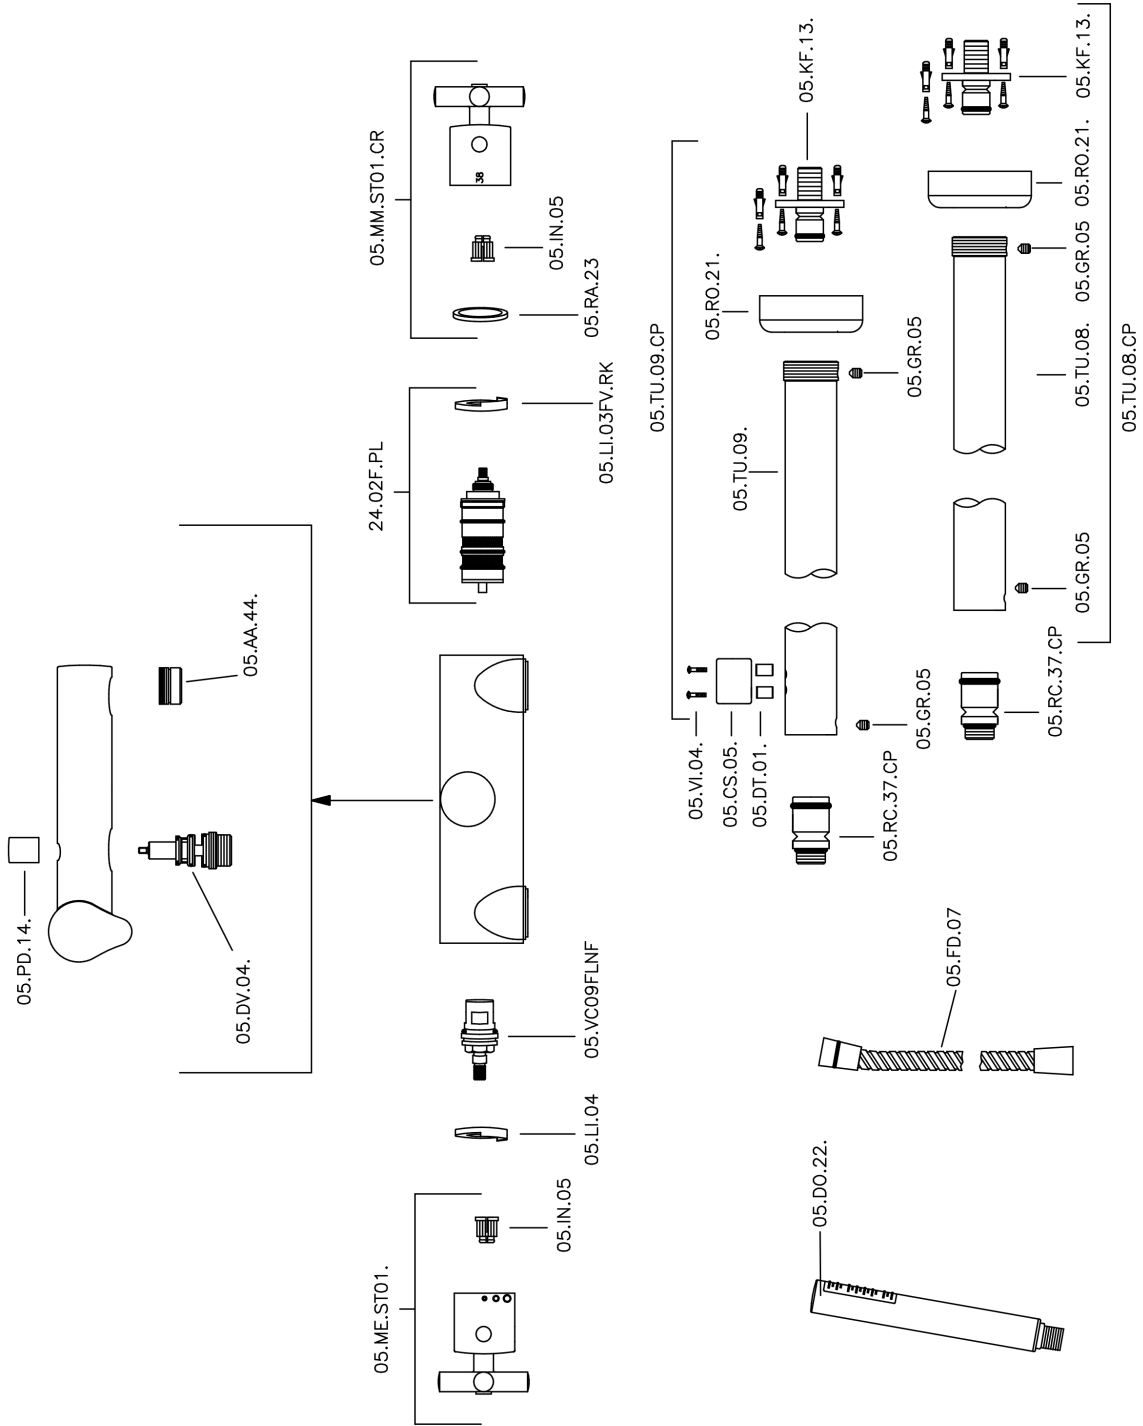 05.PD.14.
05.DV.04.
05.AA.44.
05.ME.ST01.
05.IN.05
05.LI.04
05.VC09FLNF
24.02F.PL
05.LI.03FV.RK
05.MM.ST01.CR
38
05.RA.23
05.IN.05
05.DO.22.
05.FD.07
05.TU.09.CP
05.RC.37.CP
05.VI.04.
05.CS.05.
05.DT.01.
05.GR.05
05.TU.09.
05.GR.05
05.RO.21.
05.KF.13.
05.RC.37.CP
05.GR.05
05.TU.08.
05.GR.05
05.RO.21.
05.KF.13.
05.TU.08.CP